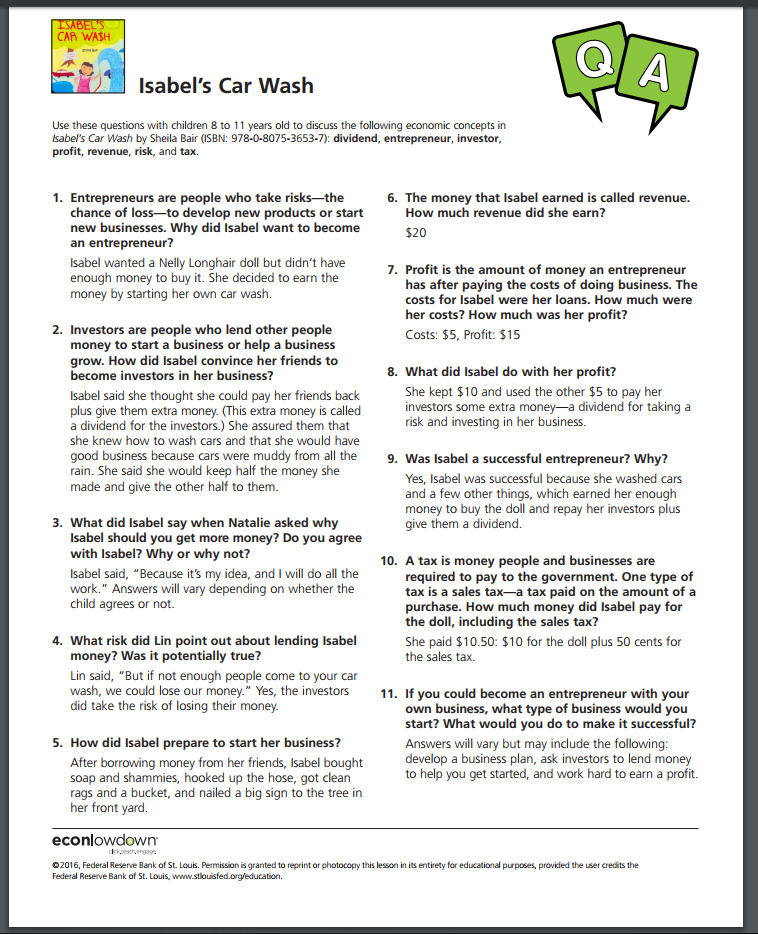 ISABEL'S
CAR WASH
Isabel's Car Wash
Q A
Use these questions with children 8 to 11 years old to discuss the following economic concepts in
Isabel's Car Wash by Sheila Bair (ISBN: 978-0-8075-3653-7): dividend, entrepreneur, investor,
profit, revenue, risk, and tax.
1. Entrepreneurs are people who take risks—the
chance of loss—to develop new products or start
new businesses. Why did Isabel want to become
an entrepreneur?
Isabel wanted a Nelly Longhair doll but didn't have
enough money to buy it. She decided to earn the
money by starting her own car wash.
2. Investors are people who lend other people
money to start a business or help a business
grow. How did Isabel convince her friends to
become investors in her business?
Isabel said she thought she could pay her friends back
plus give them extra money. (This extra money is called
a dividend for the investors.) She assured them that
she knew how to wash cars and that she would have
good business because cars were muddy from all the
rain. She said she would keep half the money she
made and give the other half to them.
3. What did Isabel say when Natalie asked why
Isabel should you get more money? Do you agree
with Isabel? Why or why not?
Isabel said, "Because it's my idea, and I will do all the
work." Answers will vary depending on whether the
child agrees or not.
4. What risk did Lin point out about lending Isabel
money? Was it potentially true?
Lin said, "But if not enough people come to your car
wash, we could lose our money." Yes, the investors
did take the risk of losing their money.
5. How did Isabel prepare to start her business?
After borrowing money from her friends, Isabel bought
soap and shammies, hooked up the hose, got clean
rags and a bucket, and nailed a big sign to the tree in
her front yard.
6. The money that Isabel earned is called revenue.
How much revenue did she earn?
$20
7. Profit is the amount of money an entrepreneur
has after paying the costs of doing business. The
costs for Isabel were her loans. How much were
her costs? How much was her profit?
Costs: $5, Profit: $15
8. What did Isabel do with her profit?
She kept $10 and used the other $5 to pay her
investors some extra money—a dividend for taking a
risk and investing in her business.
9. Was Isabel a successful entrepreneur? Why?
Yes, Isabel was successful because she washed cars
and a few other things, which earned her enough
money to buy the doll and repay her investors plus
give them a dividend.
10. A tax is money people and businesses are
required to pay to the government. One type of
tax is a sales tax—a tax paid on the amount of a
purchase. How much money did Isabel pay for
the doll, including the sales tax?
She paid $10.50: $10 for the doll plus 50 cents for
the sales tax.
11. If you could become an entrepreneur with your
own business, what type of business would you
start? What would you do to make it successful?
Answers will vary but may include the following:
develop a business plan, ask investors to lend money
to help you get started, and work hard to earn a profit.
econlowdown
click.teach.engage.
©2016, Federal Reserve Bank of St. Louis. Permission is granted to reprint or photocopy this lesson in its entirety for educational purposes, provided the user credits the
Federal Reserve Bank of St. Louis, www.stlouisfed.org/education.